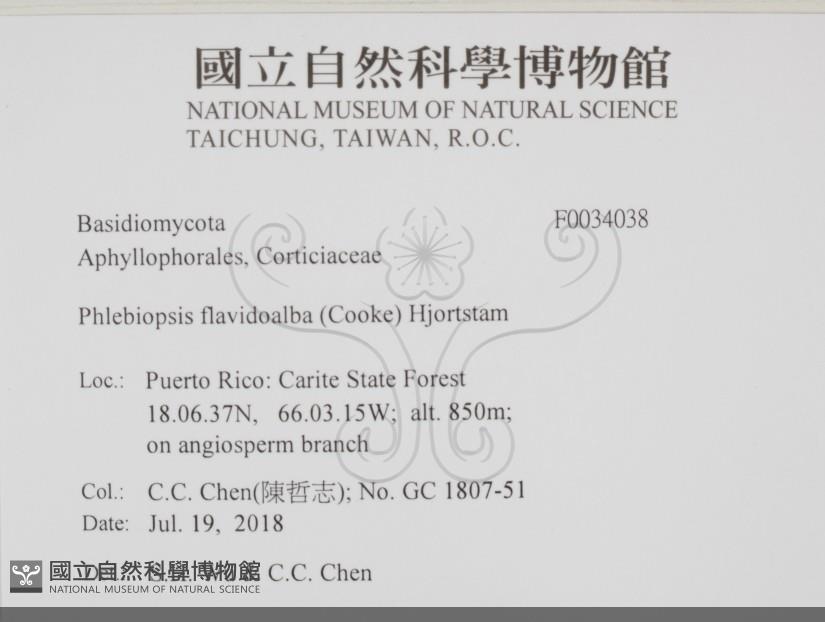 國立自然科學博物館
NATIONAL MUSEUM OF NATURAL SCIENCE
TAICHUNG, TAIWAN, R.O.C.
Basidiomycota F0034038
Aphyllophorales, Corticiaceae
Phlebiopsis flavidoalba (Cooke) Hjortstam
Loc.: Puerto Rico: Carite State Forest
18.06.37N, 66.03.15W; alt. 850m;
on angiosperm branch
Col.: C.C. Chen(陳哲志); No. GC 1807-51
Date: Jul. 19, 2018
C.C. Chen
國立自然科學博物館
NATIONAL MUSEUM OF NATURAL SCIENCE